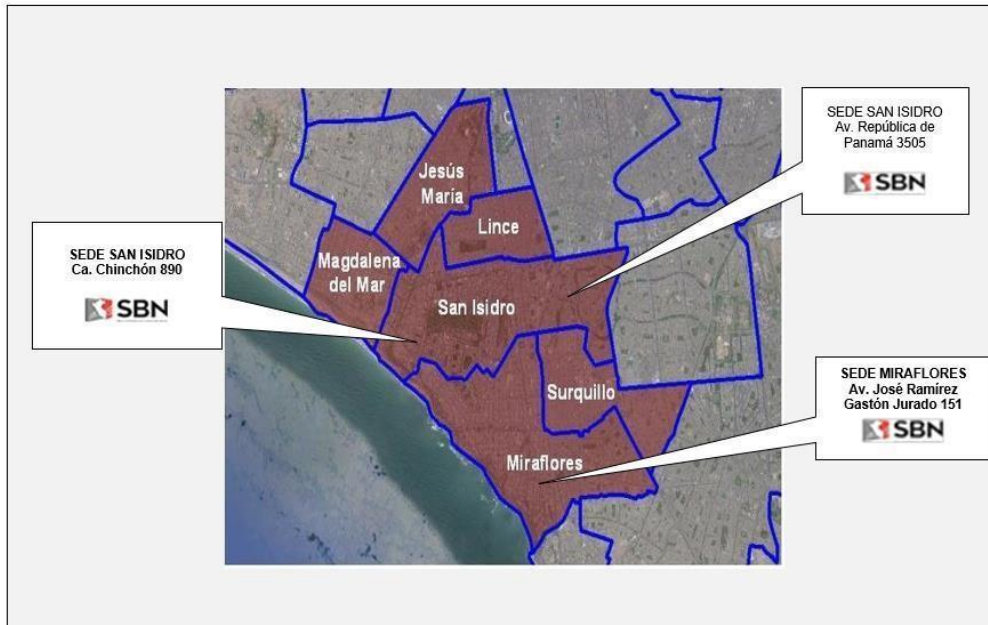 SEDE SAN ISIDRO
Av. República de
Panamá 3505
SBN
Jesús
María
Lince
SEDE SAN ISIDRO
Ca. Chinchón 890
SBN
Magdalena
del Mar
San Isidro
Surquillo
SEDE MIRAFLORES
Av. José Ramírez
Gastón Jurado 151
SBN
Miraflores